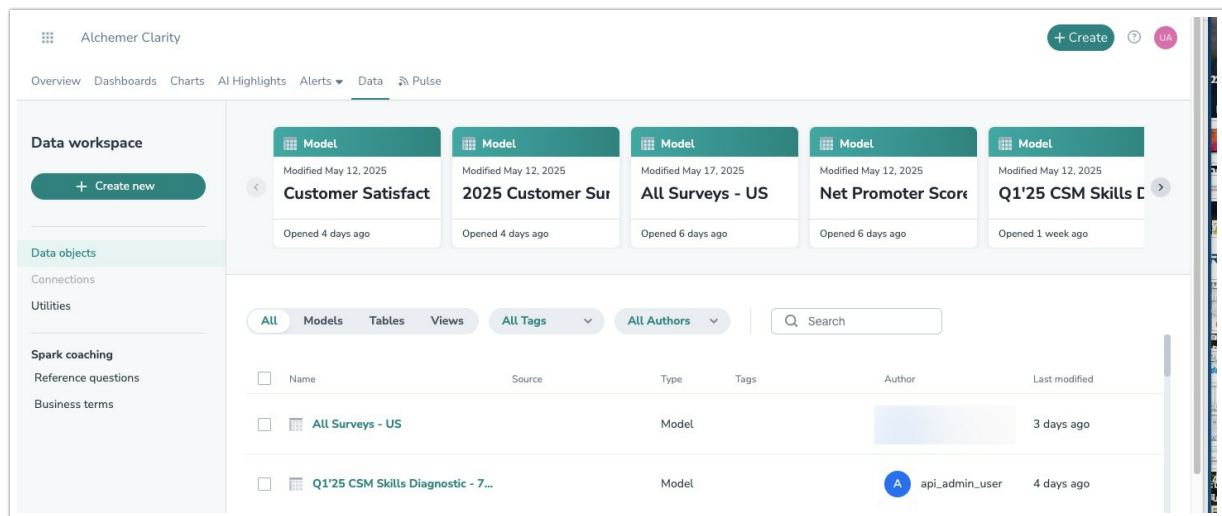 Alchemer Clarity
+ Create
UA
Overview Dashboards Charts AI Highlights Alerts Data Pulse
Data workspace
+ Create new
Data objects
Connections
Utilities
Spark coaching
Reference questions
Business terms
Model
Modified May 12, 2025
Customer Satisfact
Opened 4 days ago
Model
Modified May 12, 2025
2025 Customer Sur
Opened 4 days ago
Model
Modified May 17, 2025
All Surveys - US
Opened 6 days ago
Model
Modified May 12, 2025
Net Promoter Score
Opened 6 days ago
Model
Modified May 12, 2025
Q1'25 CSM Skills D
Opened 1 week ago
All Models Tables Views All Tags All Authors Search
Name Source Type Tags Author Last modified
All Surveys - US Model 3 days ago
Q1'25 CSM Skills Diagnostic - 7... Model A api_admin_user 4 days ago